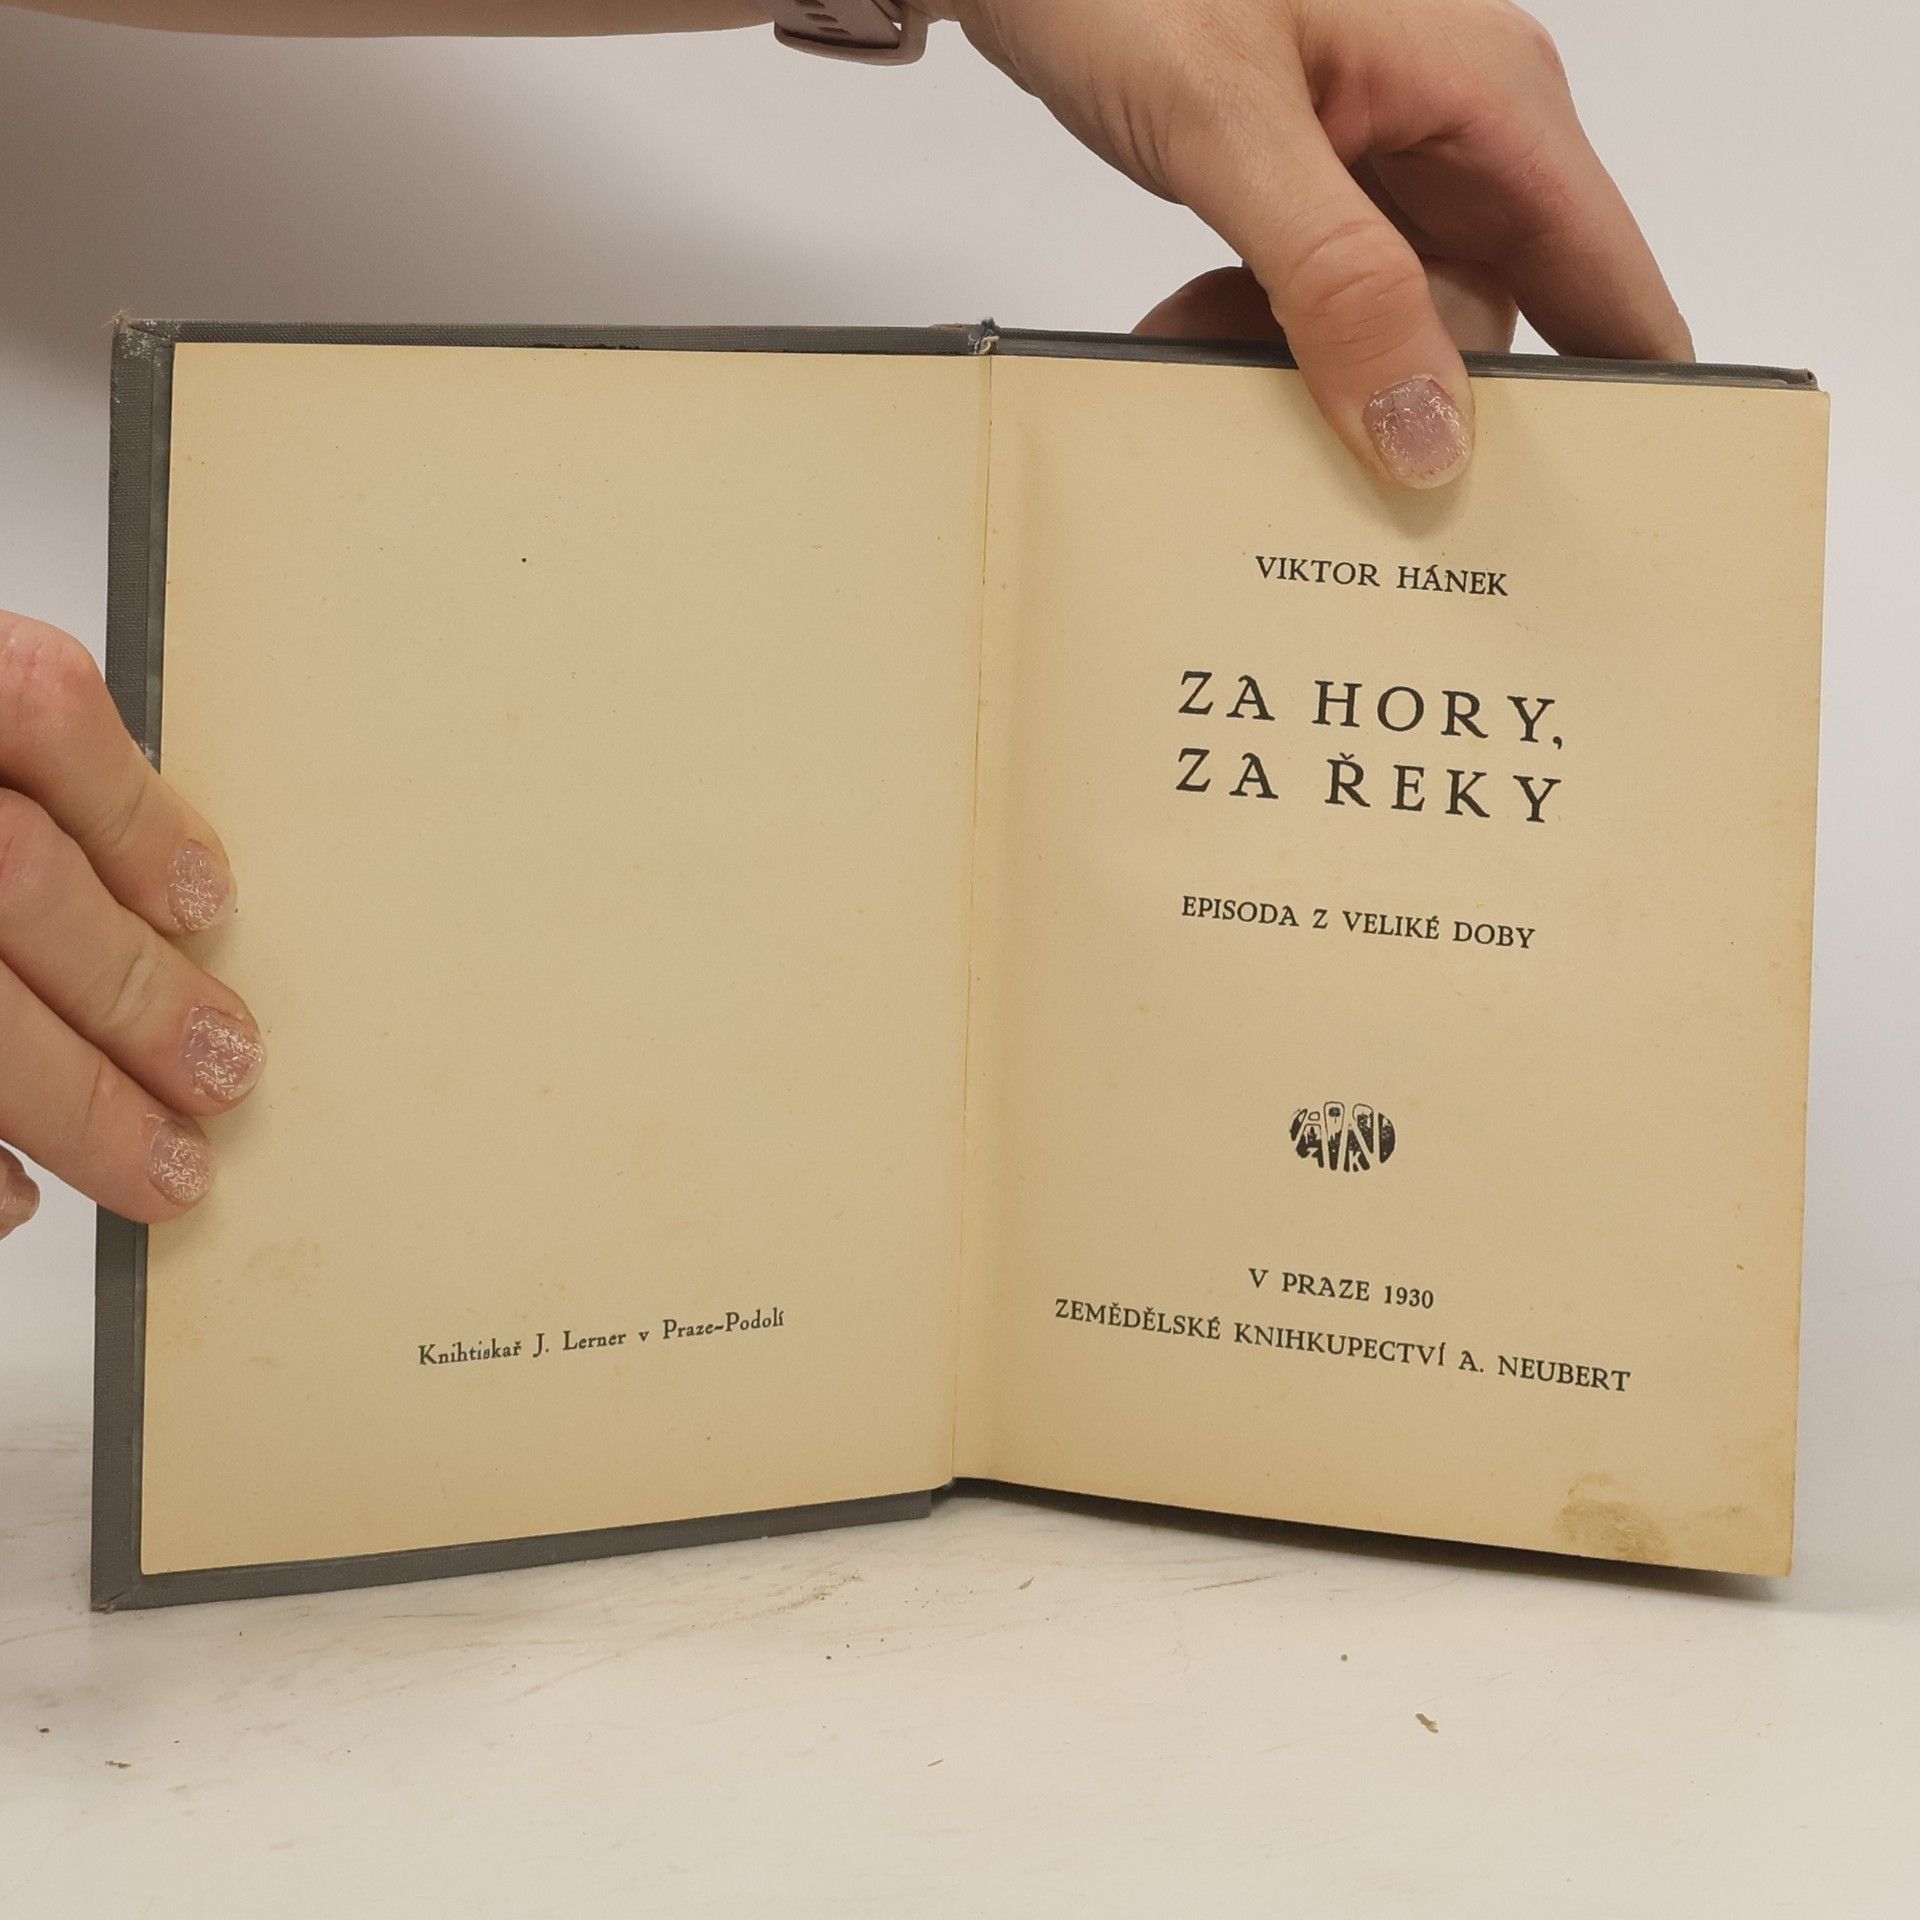 Knihtiskař J. Lerner v Praze-Podolí
VIKTOR HÁNEK
ZA HORY,
ZA ŘEKY
EPISODA Z VELIKÉ DOBY
V PRAZE 1930
ZEMĚDĚLSKÉ KNIHKUPECTVÍ A. NEUBERT